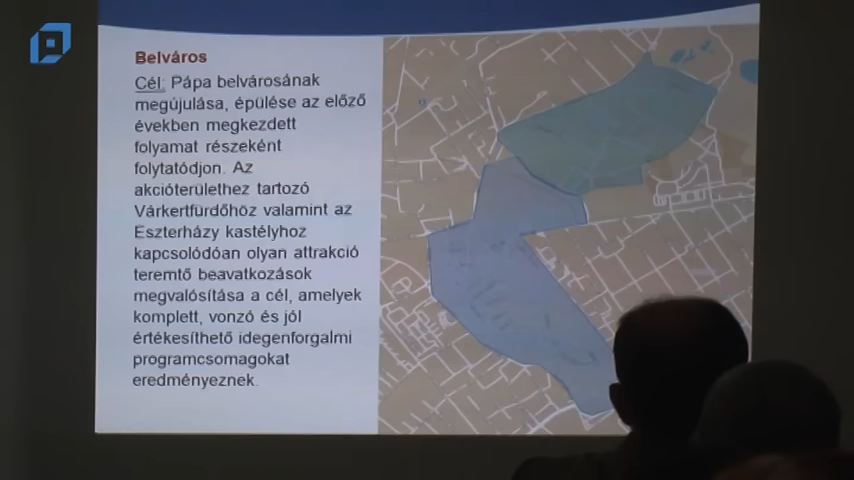 Belváros
Cél: Pápa belvárosának
megújulása, épülése az előző
években megkezdett
folyamat részeként
folytatódjon. Az
akcióterülethez tartozó
Várkertfürdőhöz valamint az
Eszterházy kastélyhoz
kapcsolódóan olyan attrakció
teremtő beavatkozások
megvalósítása a cél, amelyek
komplett, vonzó és jól
értékesíthető idegenforgalmi
programcsomagokat
eredményeznek.